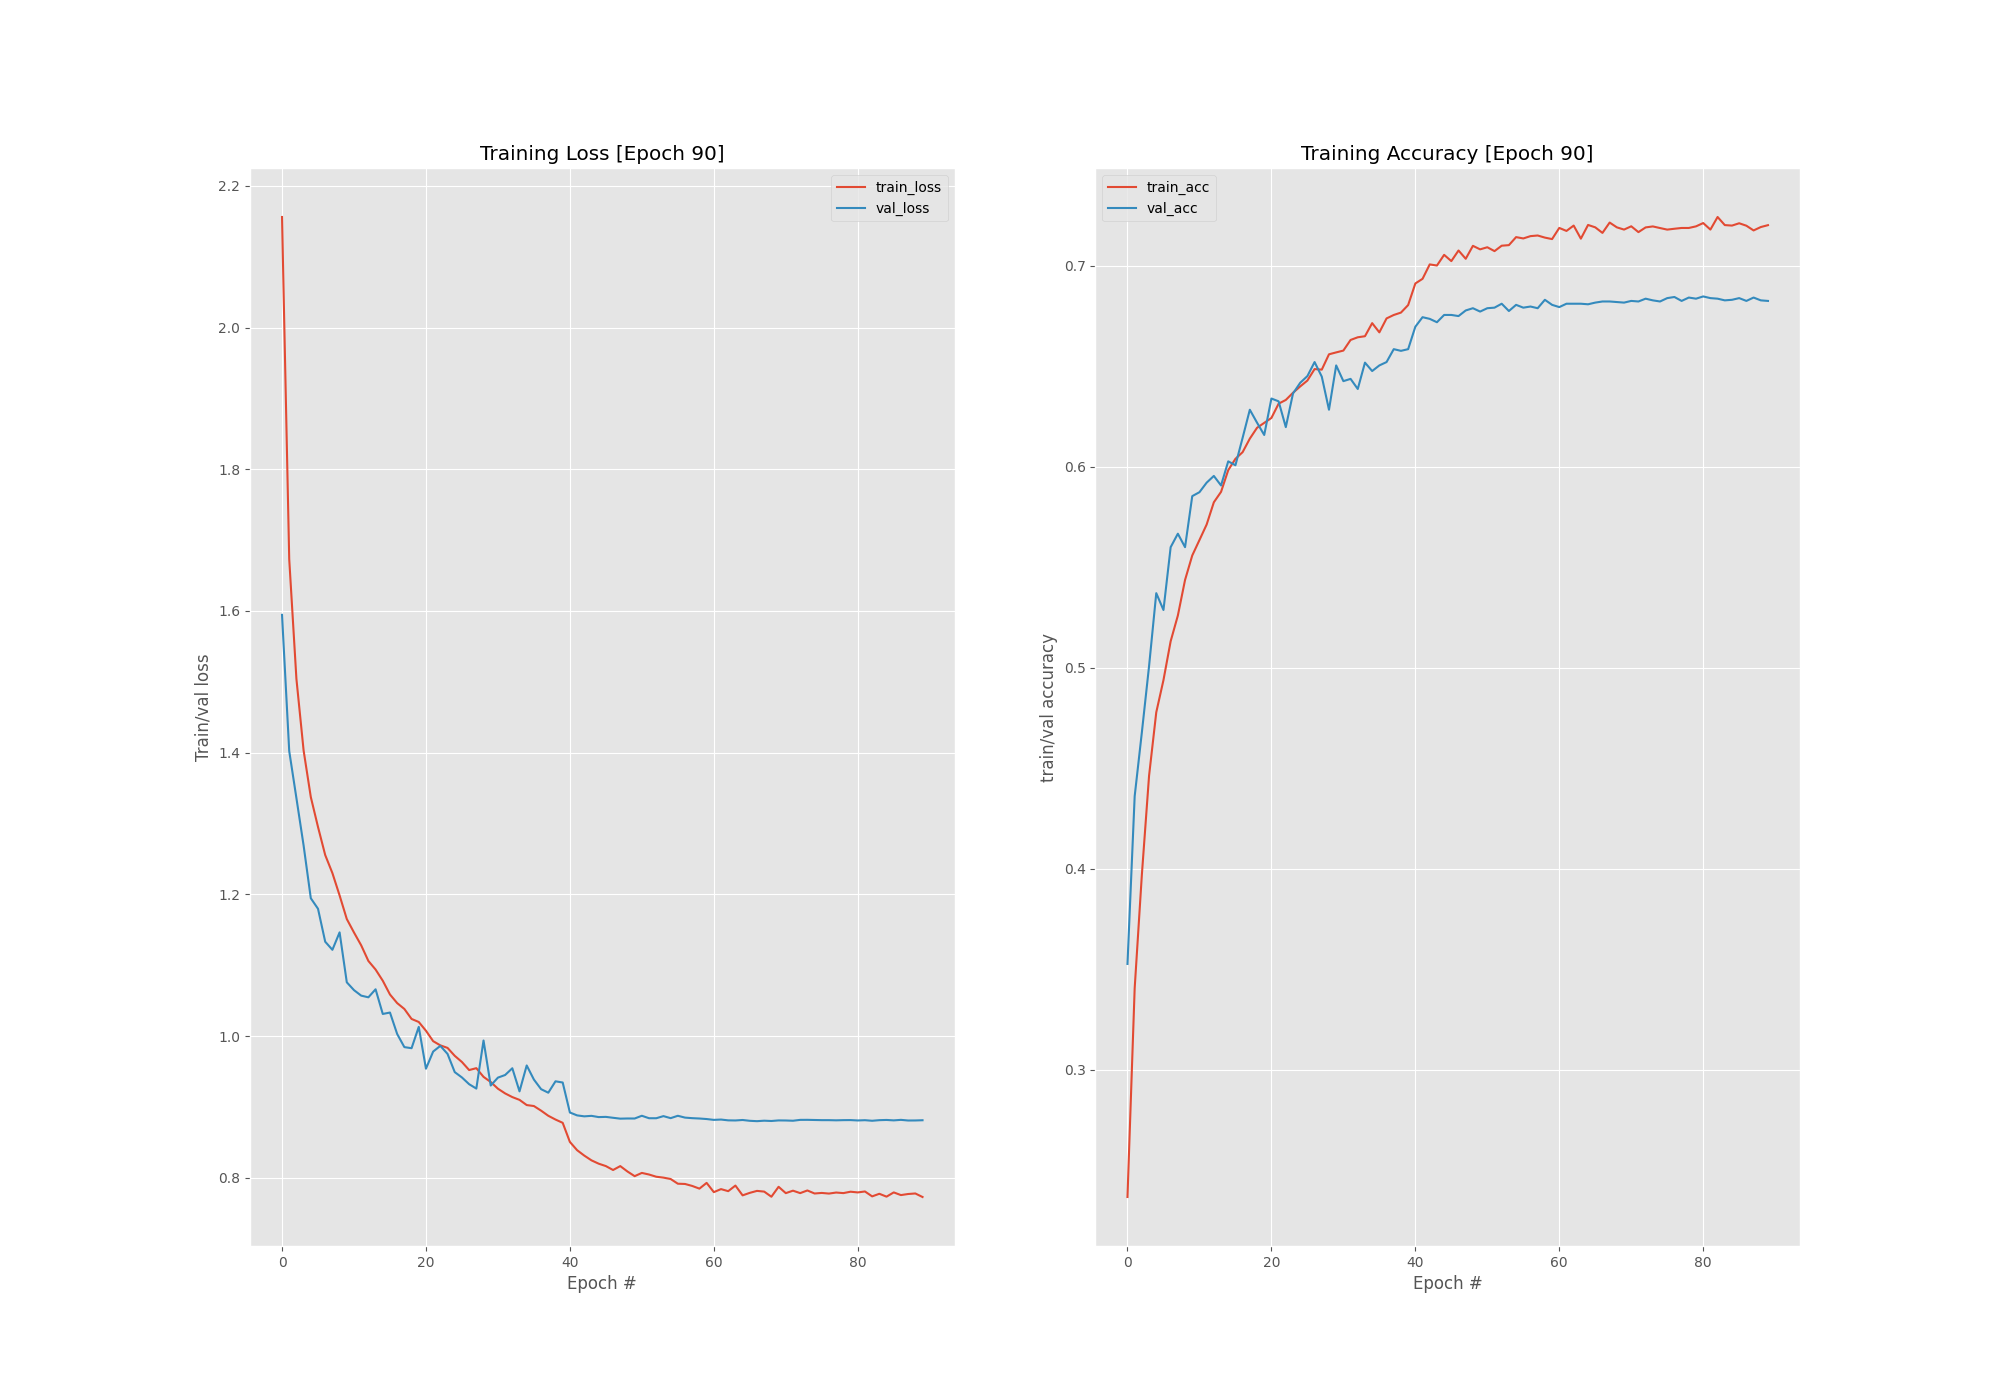 Training Loss [Epoch 90]
train_loss
val_loss
2.2
2.0
1.8
1.6
1.4
1.2
1.0
0.8
Train/val loss
0
20
40
60
80
Epoch #
Training Accuracy [Epoch 90]
train_acc
val_acc
0.7
0.6
0.5
0.4
0.3
train/val accuracy
0
20
40
60
80
Epoch #